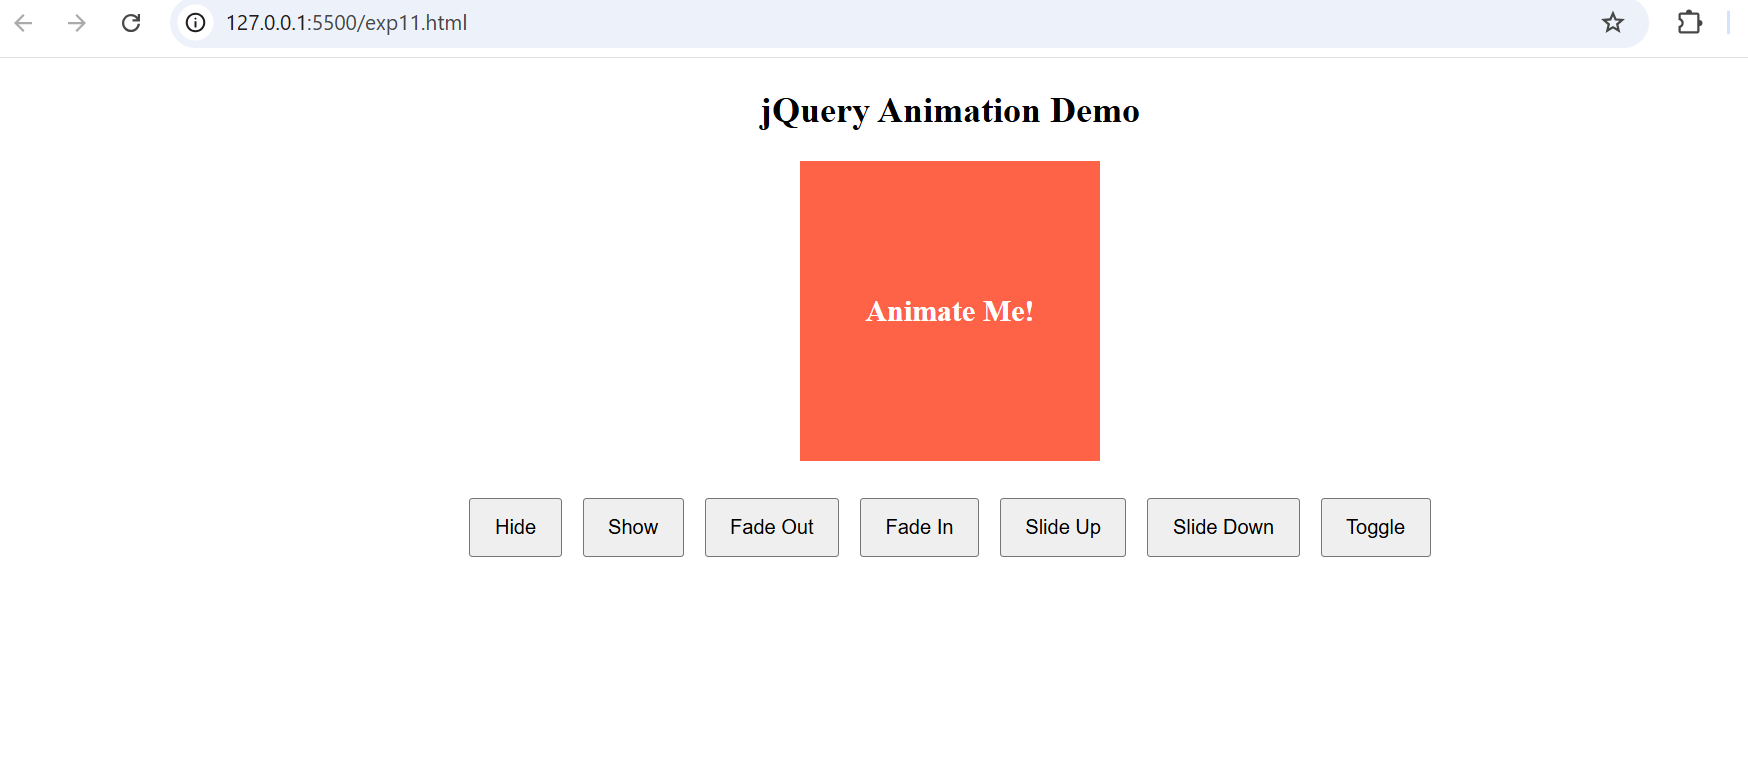 127.0.0.1:5500/exp11.html
jQuery Animation Demo
Animate Me!
Hide Show Fade Out Fade In Slide Up Slide Down Toggle